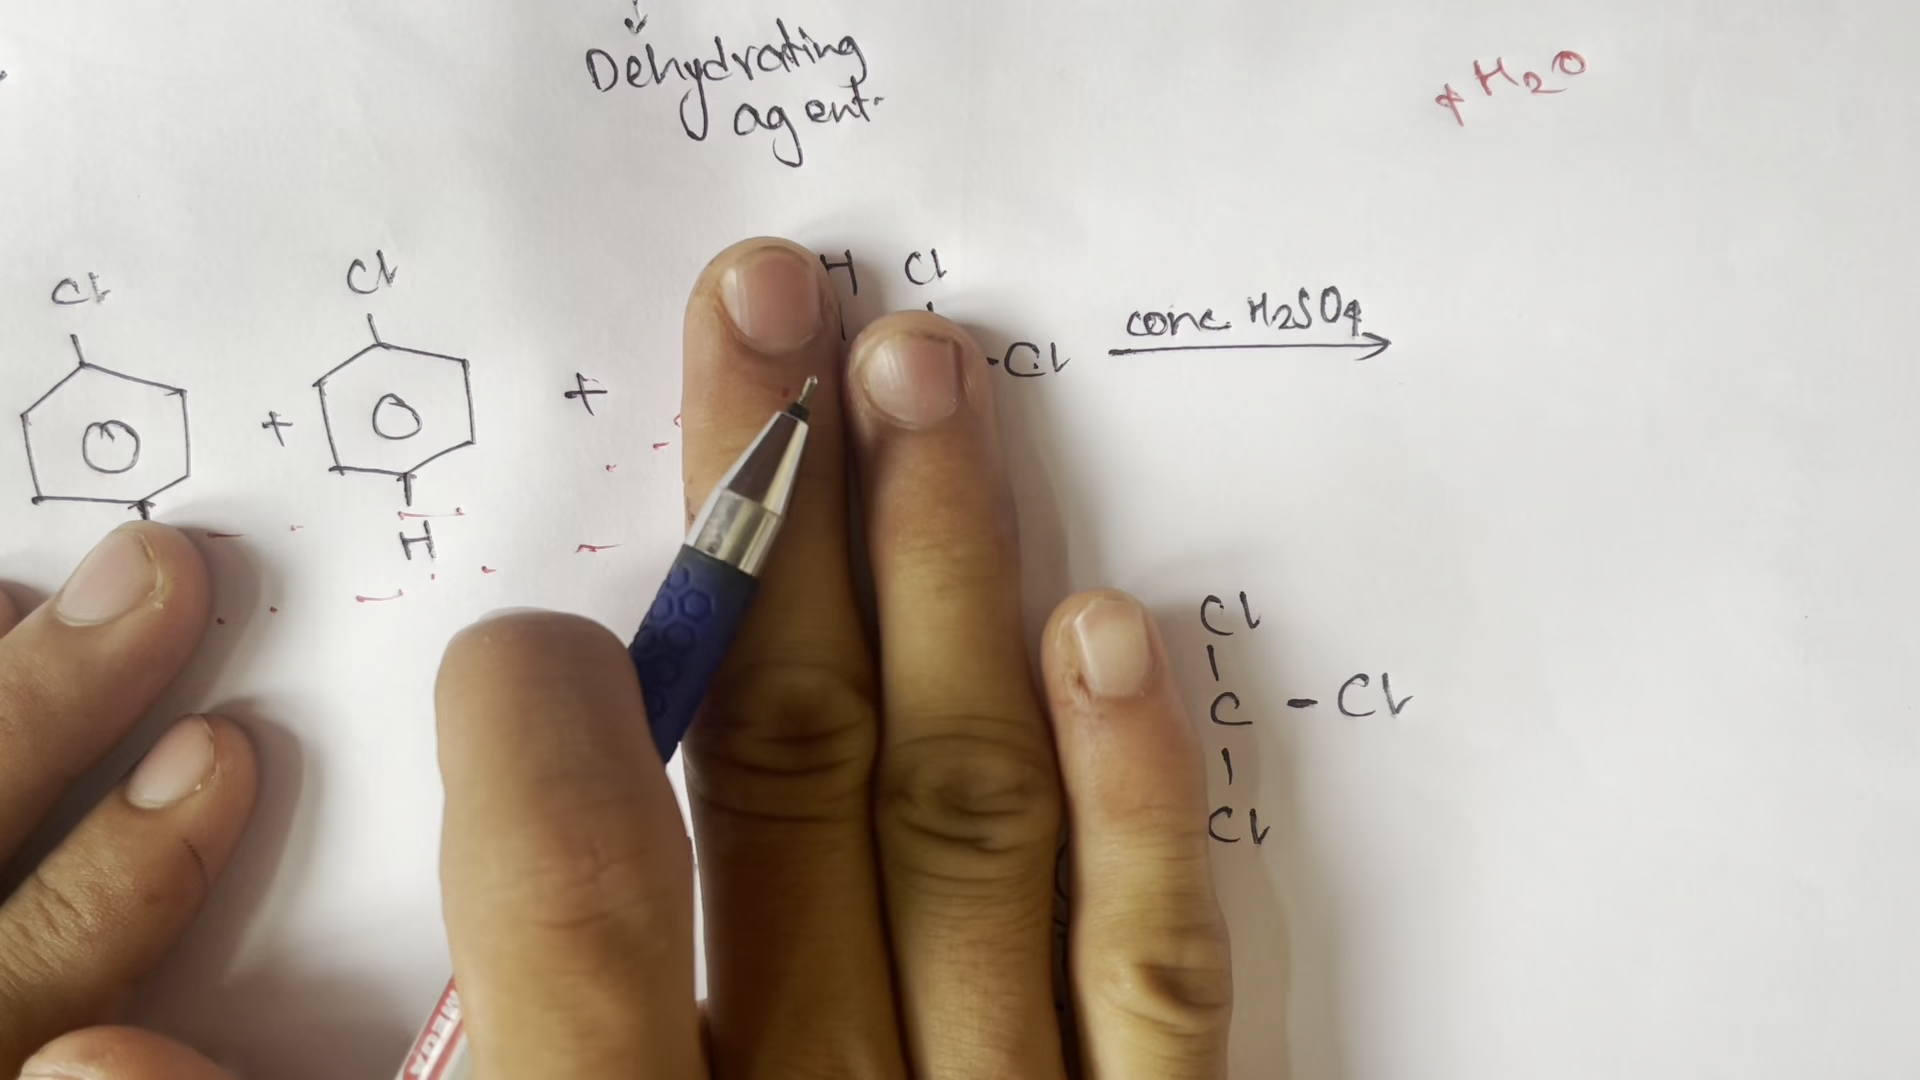 Dehydrating
agent.
+ H2O
Cl
Cl
H Cl
+
+
-Cl
conc H2SO4
H
Cl
C - Cl
Cl